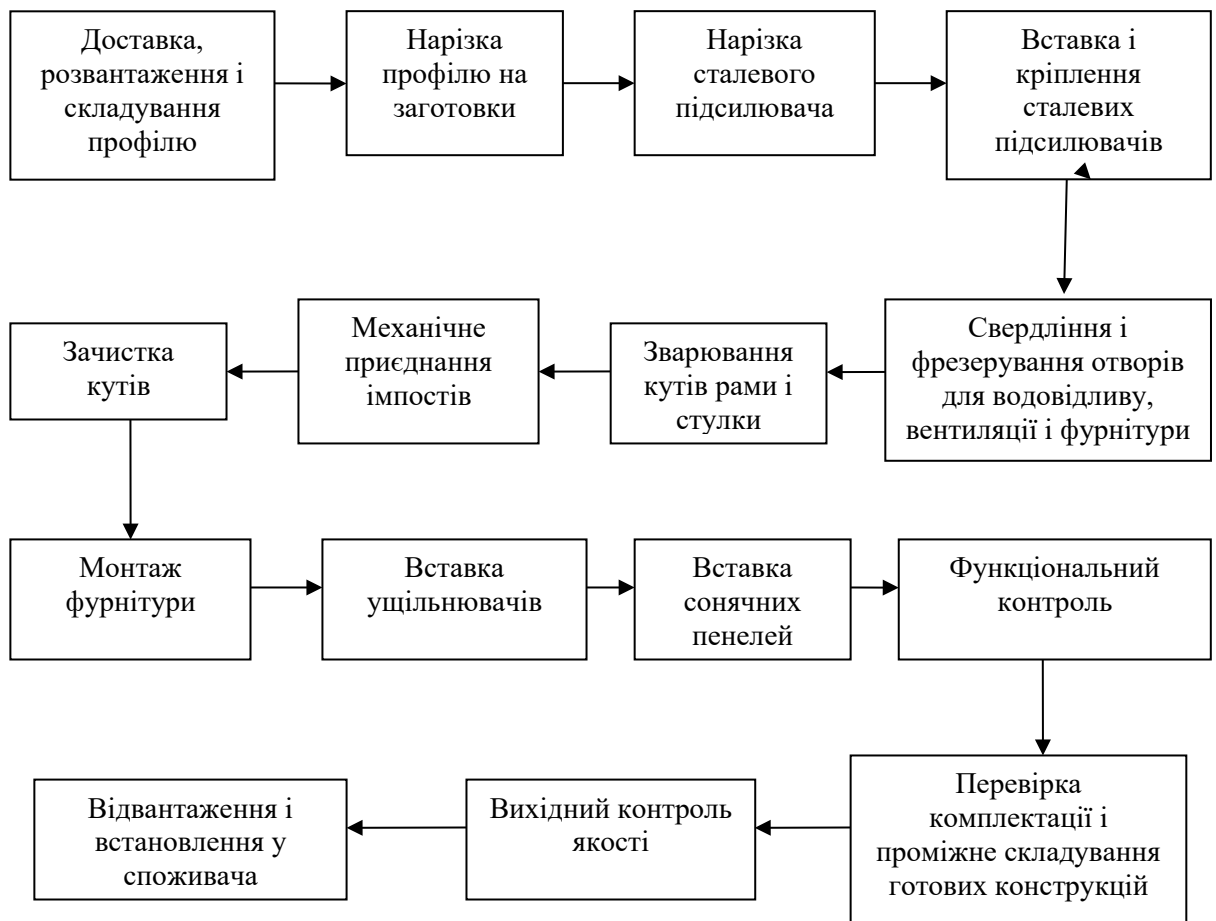 Доставка,
розвантаження і
складування
профілю
Нарізка
профілю на
заготовки
Нарізка
сталевого
підсилювача
Вставка і
кріплення
сталевих
підсилювачів
Свердління і
фрезерування отворів
для водовідливу,
вентиляції і фурнітури
Зварювання
кутів рами і
стулки
Механічне
приєднання
імпостів
Зачистка
кутів
Монтаж
фурнітури
Вставка
ущільнювачів
Вставка
сонячних
пенелей
Функціональний
контроль
Перевірка
комплектації і
проміжне складування
готових конструкцій
Вихідний контроль
якості
Відвантаження і
встановлення у
споживача